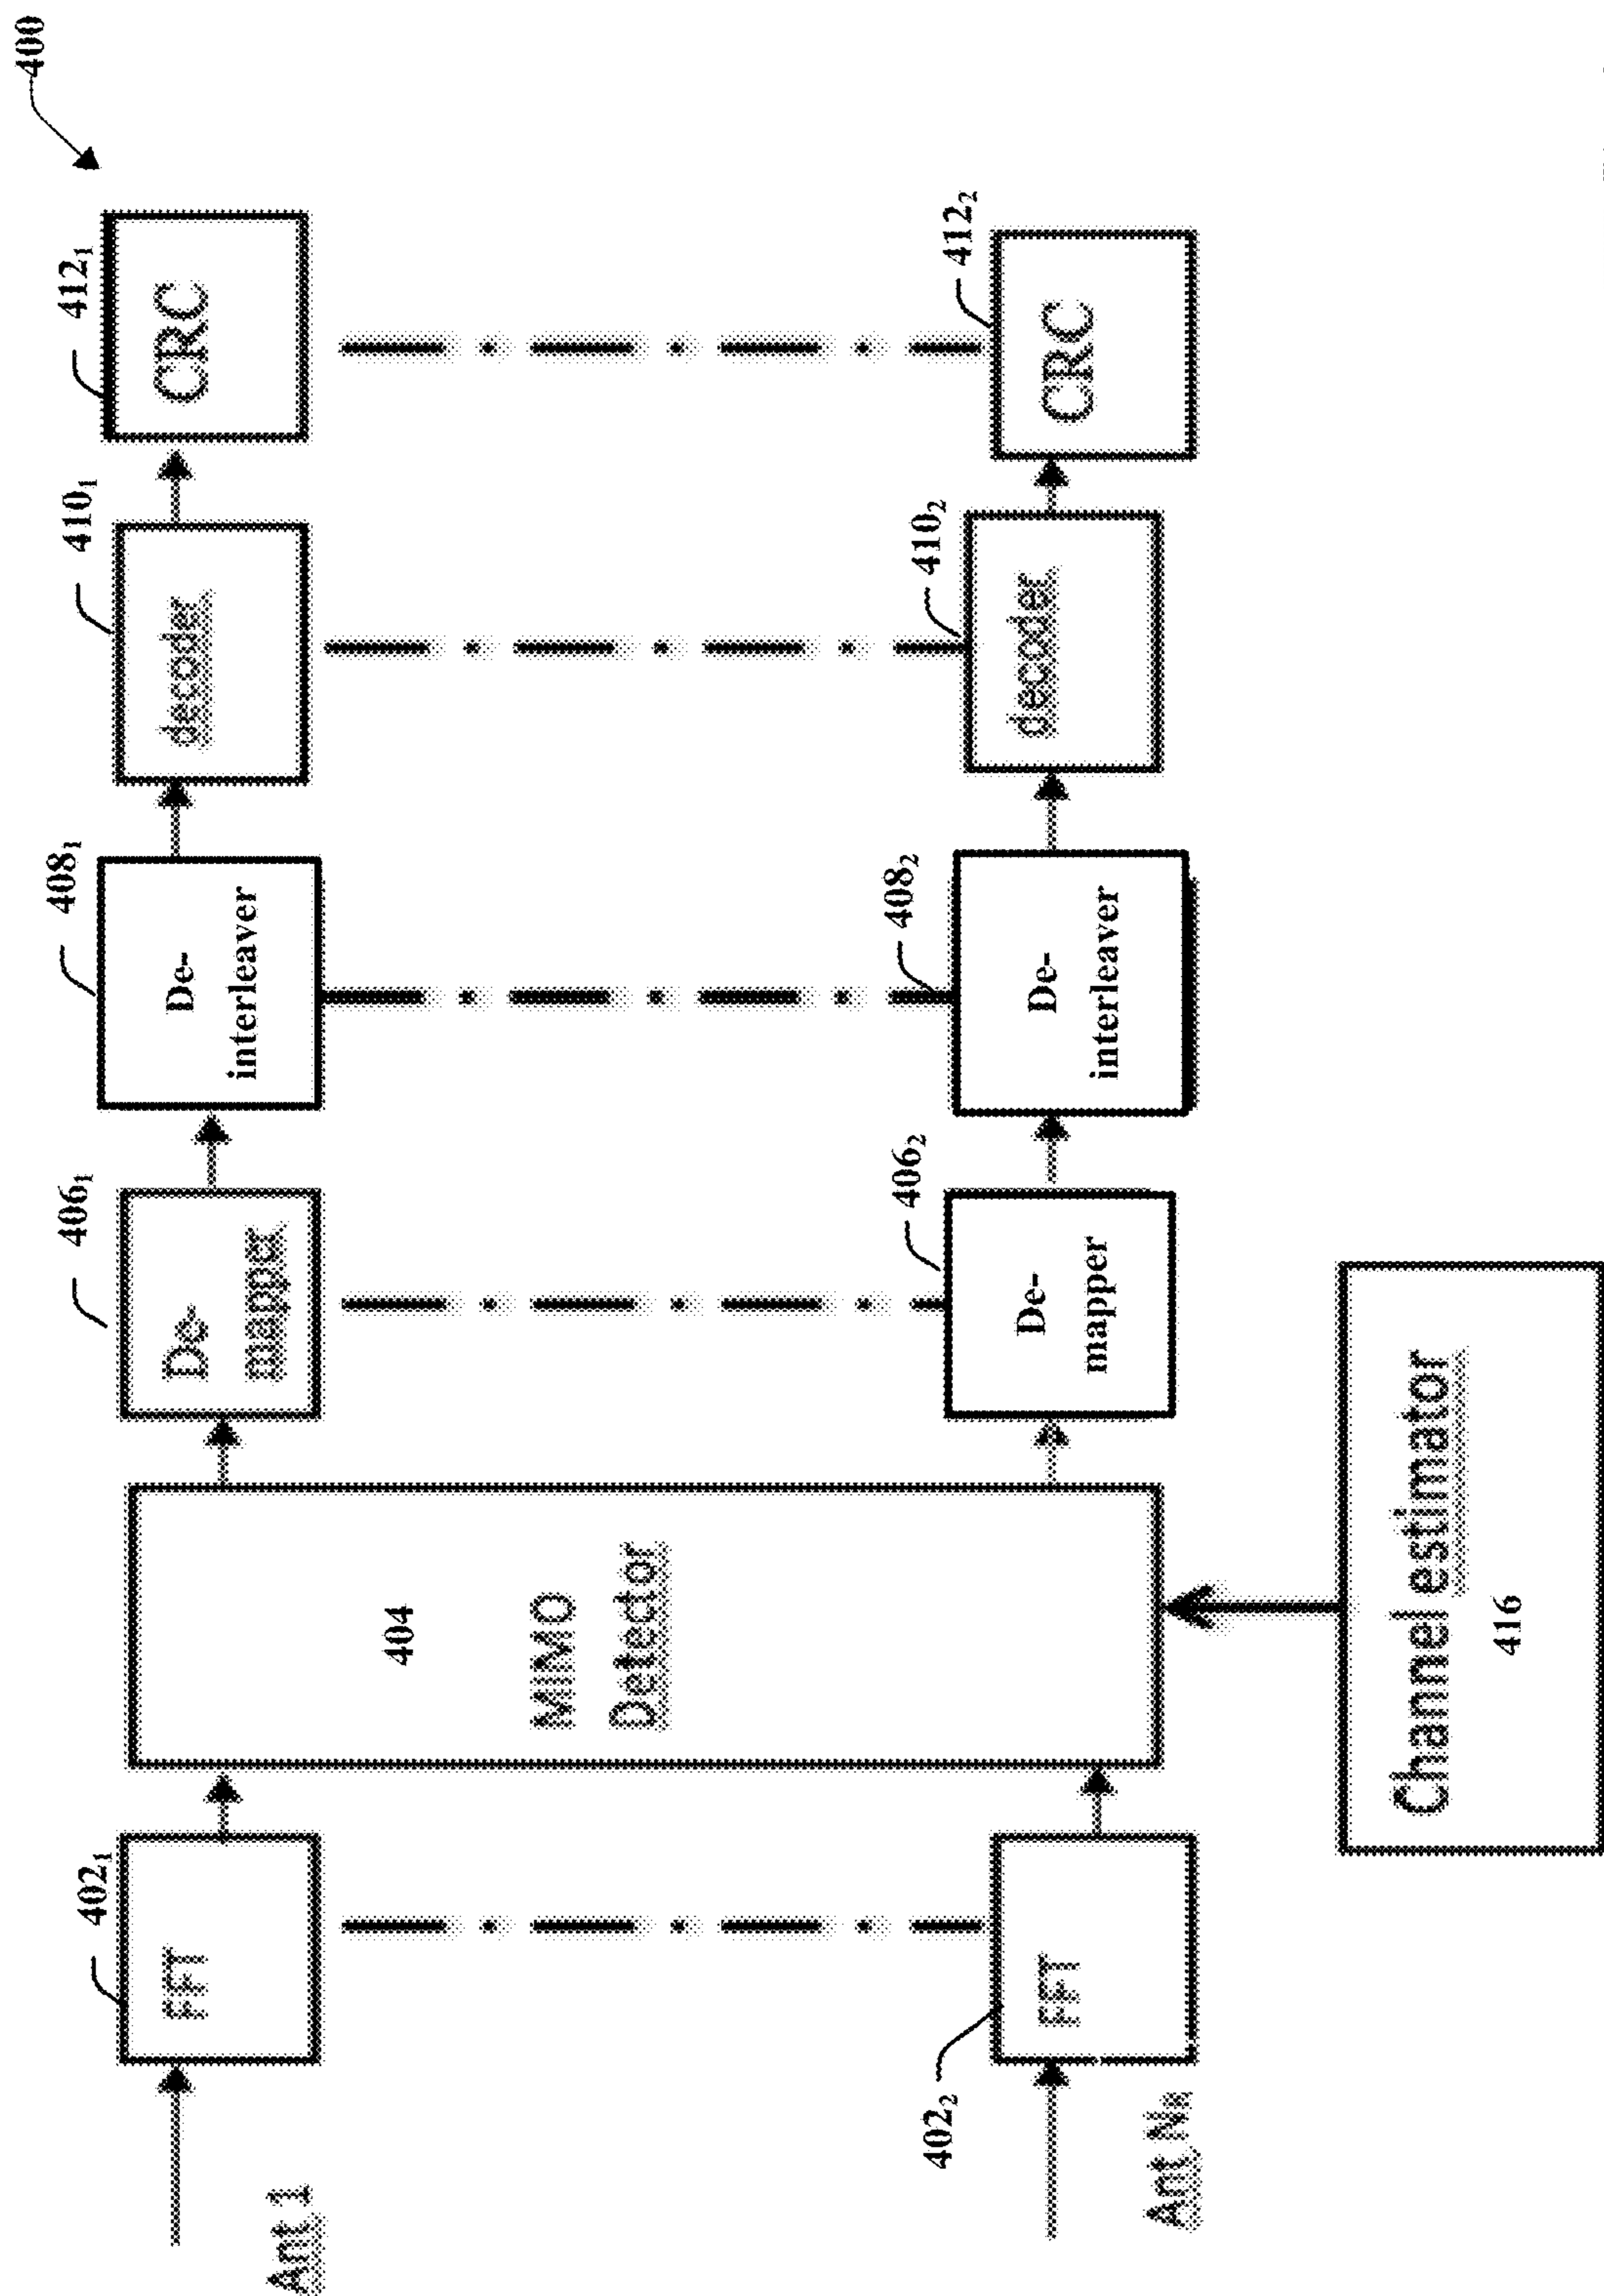 400
402₁
FFT
Ant 1
404
MIMO
Detector
406₁
De-
mapper
408₁
De-
interleaver
410₁
decoder
412₁
CRC
402₂
FFT
Ant N
406₂
De-
mapper
408₂
De-
interleaver
410₂
decoder
412₂
CRC
Channel estimator
416